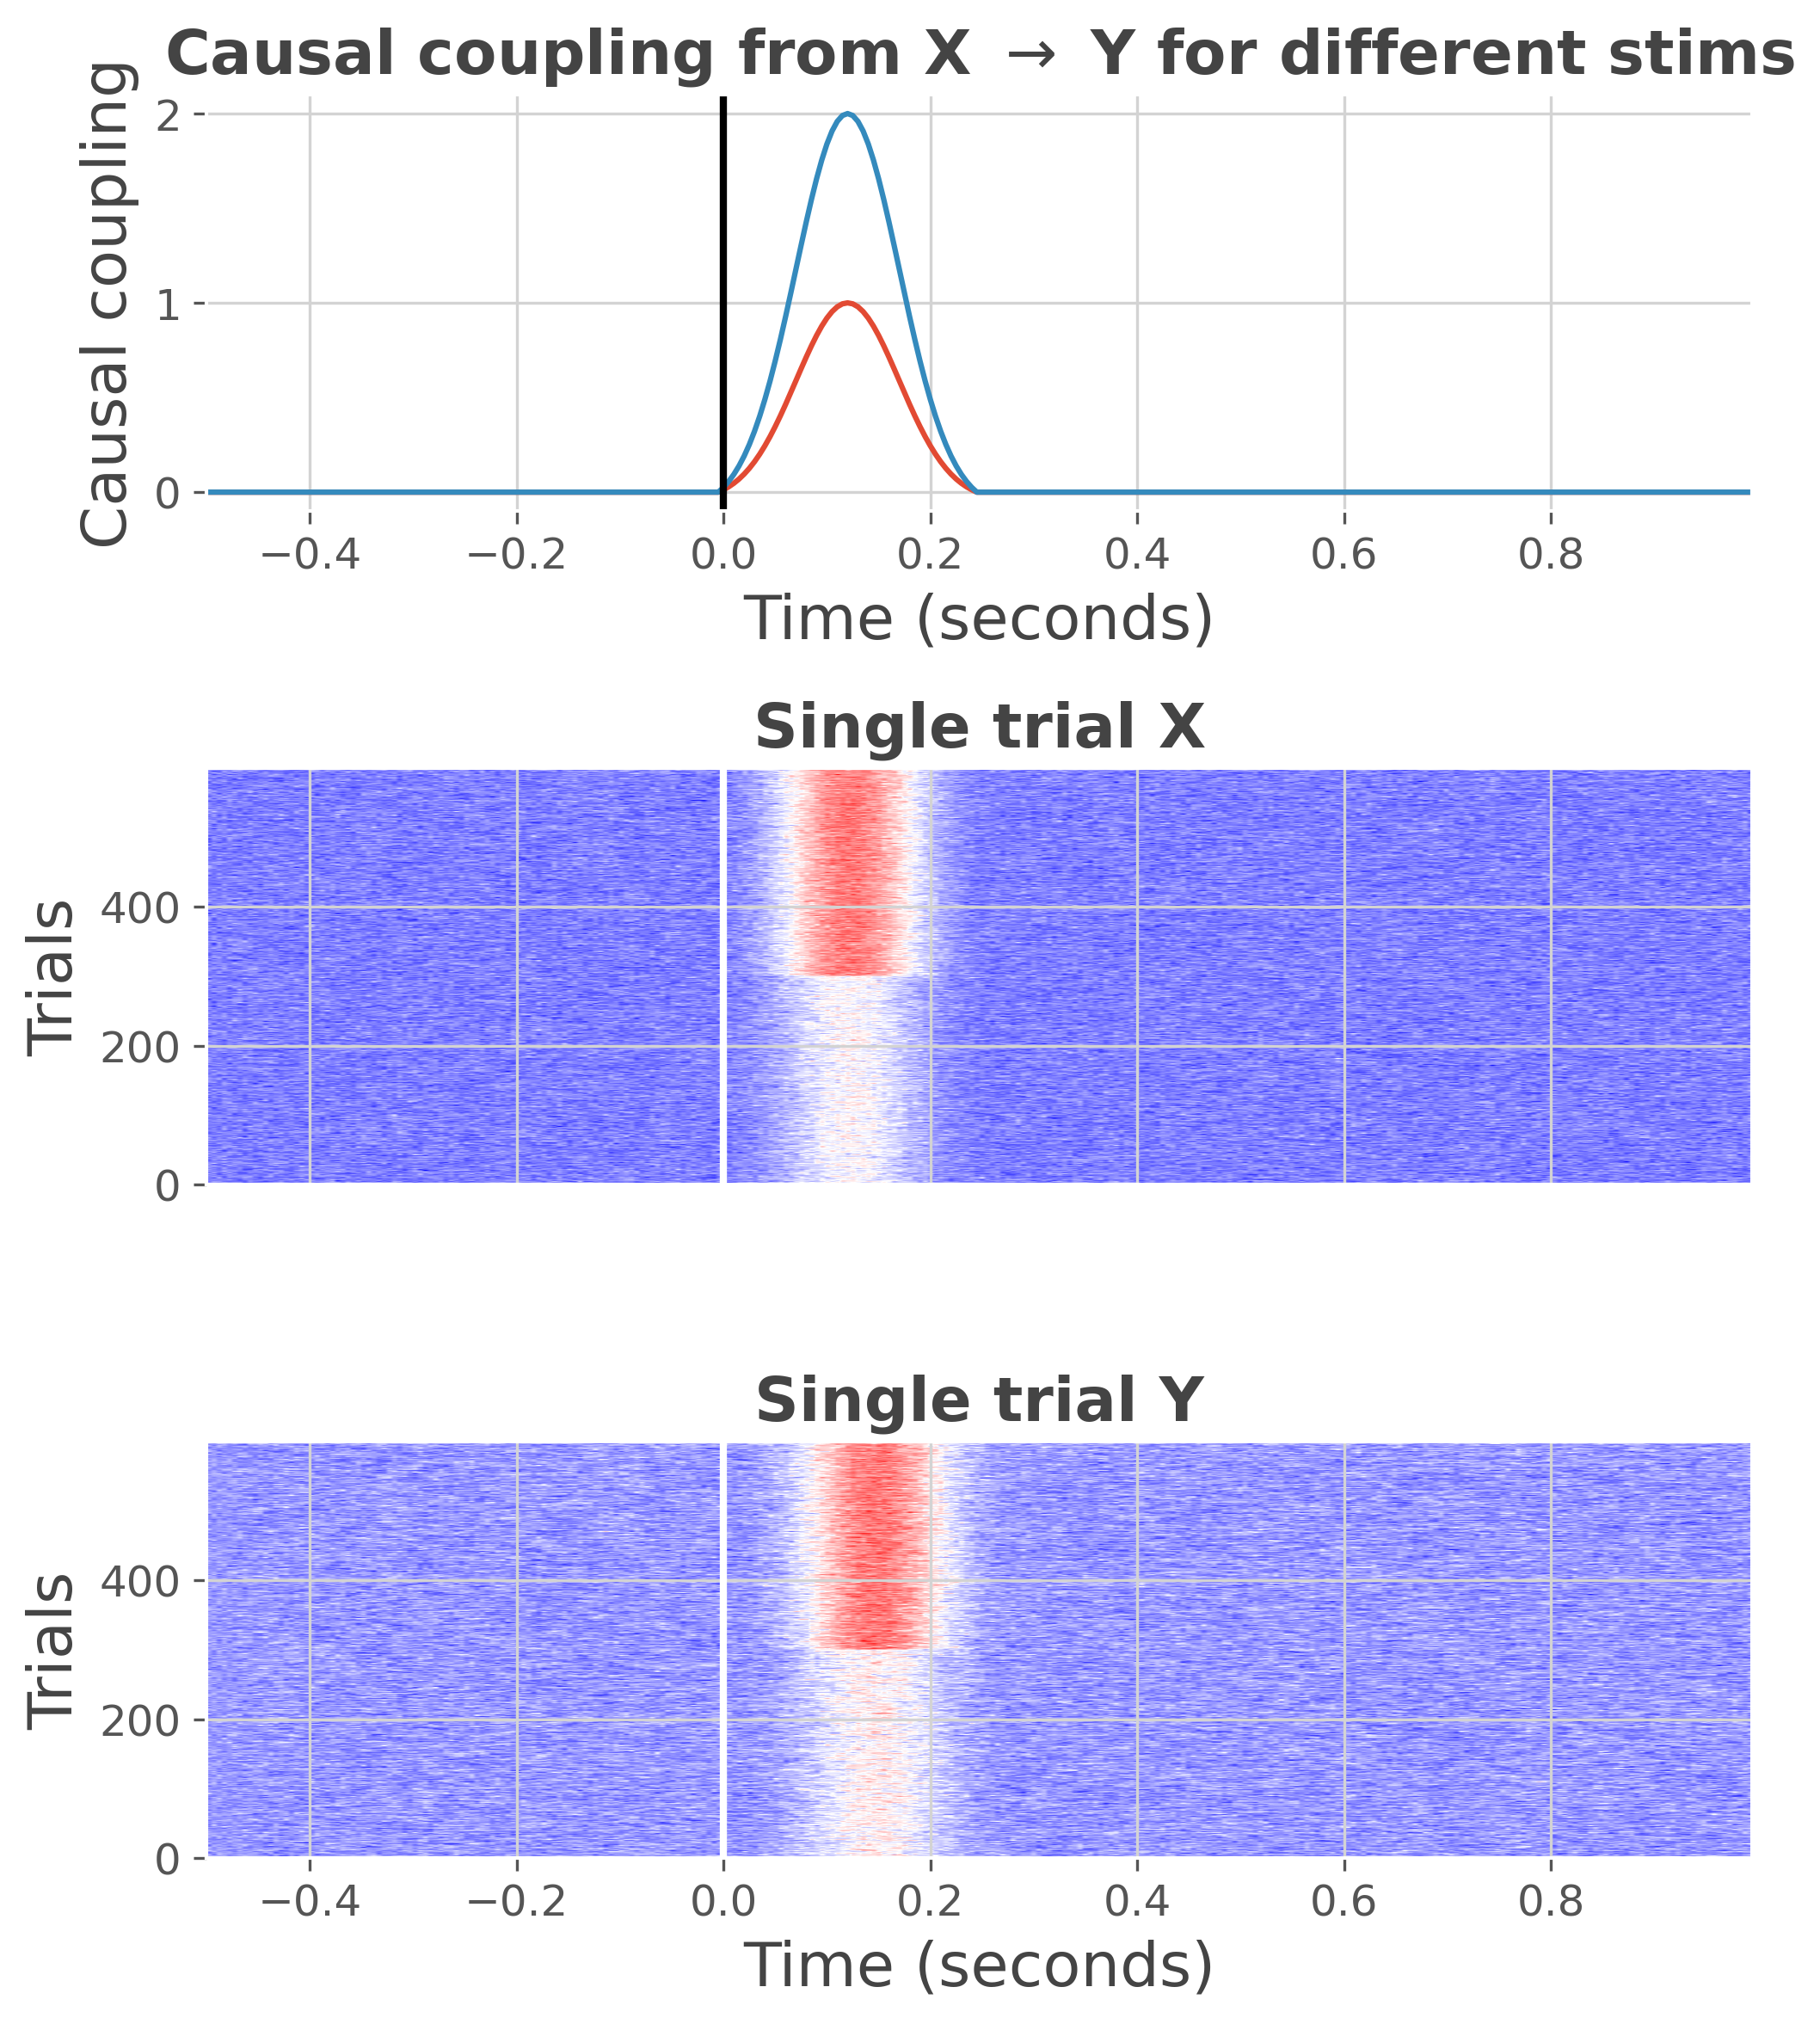 Causal coupling from X → Y for different stims
Causal coupling
2
1
0
−0.4 −0.2 0.0 0.2 0.4 0.6 0.8
Time (seconds)
Single trial X
Trials
400
200
0
Single trial Y
Trials
400
200
0
−0.4 −0.2 0.0 0.2 0.4 0.6 0.8
Time (seconds)